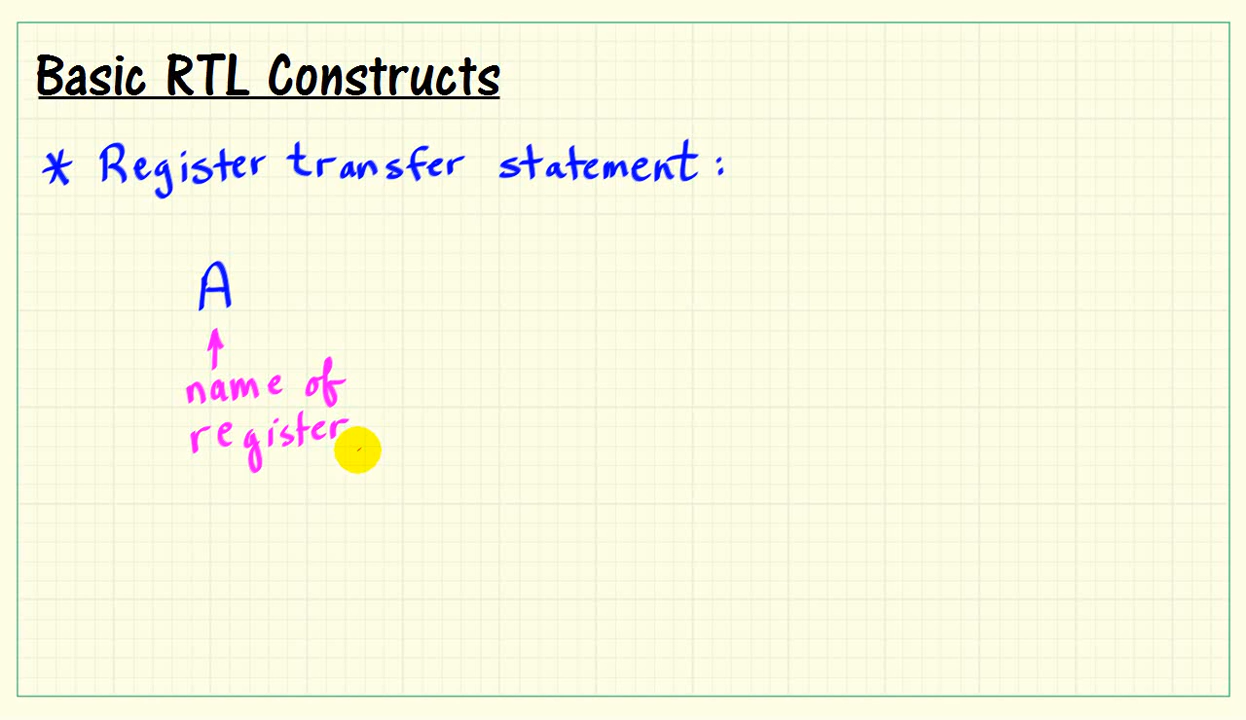 Basic RTL Constructs
* Register transfer statement:
A
name of
register